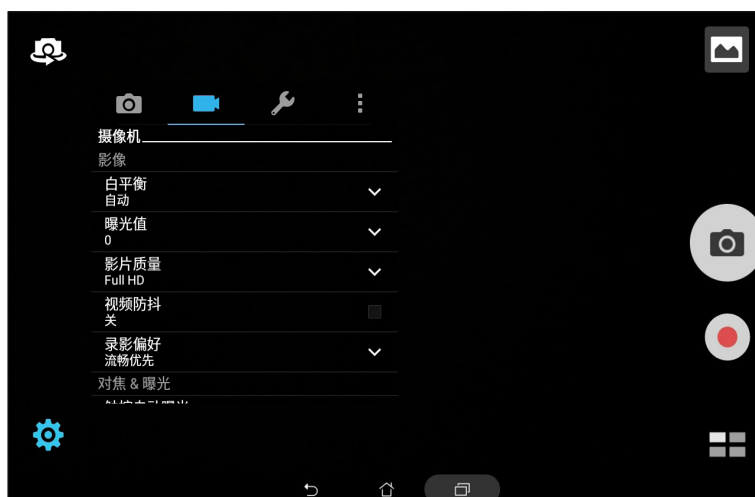 摄像机
影像
白平衡
自动
曝光值
0
影片质量
Full HD
视频防抖
关
录影偏好
流畅优先
对焦 & 曝光